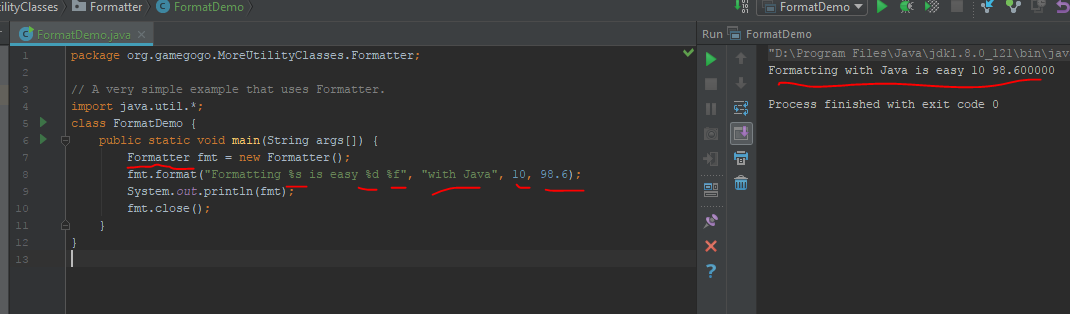 ilityClasses Formatter FormatDemo
FormatDemo
FormatDemo.java
Run FormatDemo
1 package org.gamegogo.MoreUtilityClasses.Formatter;
2
3 // A very simple example that uses Formatter.
4 import java.util.*;
5 class FormatDemo {
6 public static void main(String args[]) {
7 Formatter fmt = new Formatter();
8 fmt.format("Formatting %s is easy %d %f", "with Java", 10, 98.6);
9 System.out.println(fmt);
10 fmt.close();
11 }
12 }
13
"D:\Program Files\Java\jdk1.8.0_121\bin\jav
Formatting with Java is easy 10 98.600000
Process finished with exit code 0